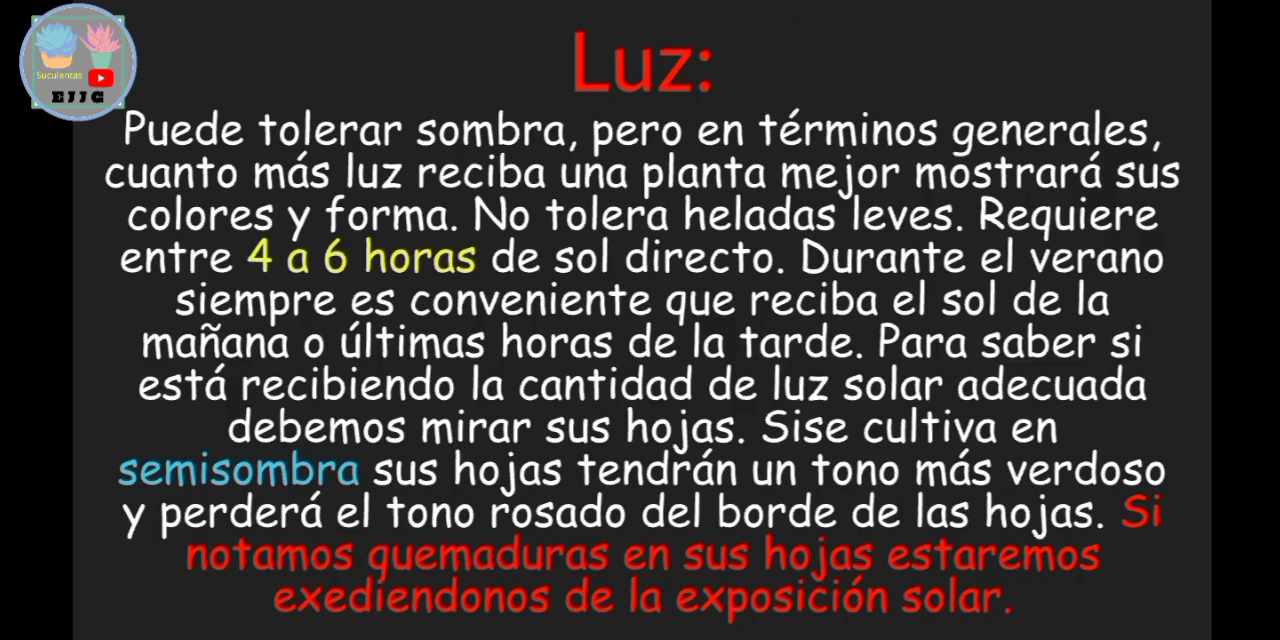 Suculentas
EJJG
Luz:
Puede tolerar sombra, pero en términos generales,
cuanto más luz reciba una planta mejor mostrará sus
colores y forma. No tolera heladas leves. Requiere
entre 4 a 6 horas de sol directo. Durante el verano
siempre es conveniente que reciba el sol de la
mañana o últimas horas de la tarde. Para saber si
está recibiendo la cantidad de luz solar adecuada
debemos mirar sus hojas. Sise cultiva en
semisombra sus hojas tendrán un tono más verdoso
y perderá el tono rosado del borde de las hojas. Si
notamos quemaduras en sus hojas estaremos
exediendonos de la exposición solar.